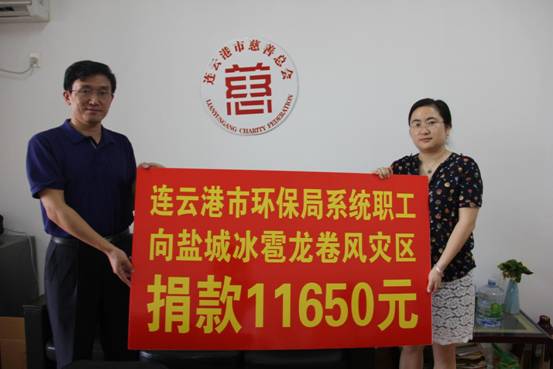 连云港市慈善总会
慈
LIANYUNGANG CHARITY FEDERATION
连云港市环保局系统职工
向盐城冰雹龙卷风灾区
捐款11650元